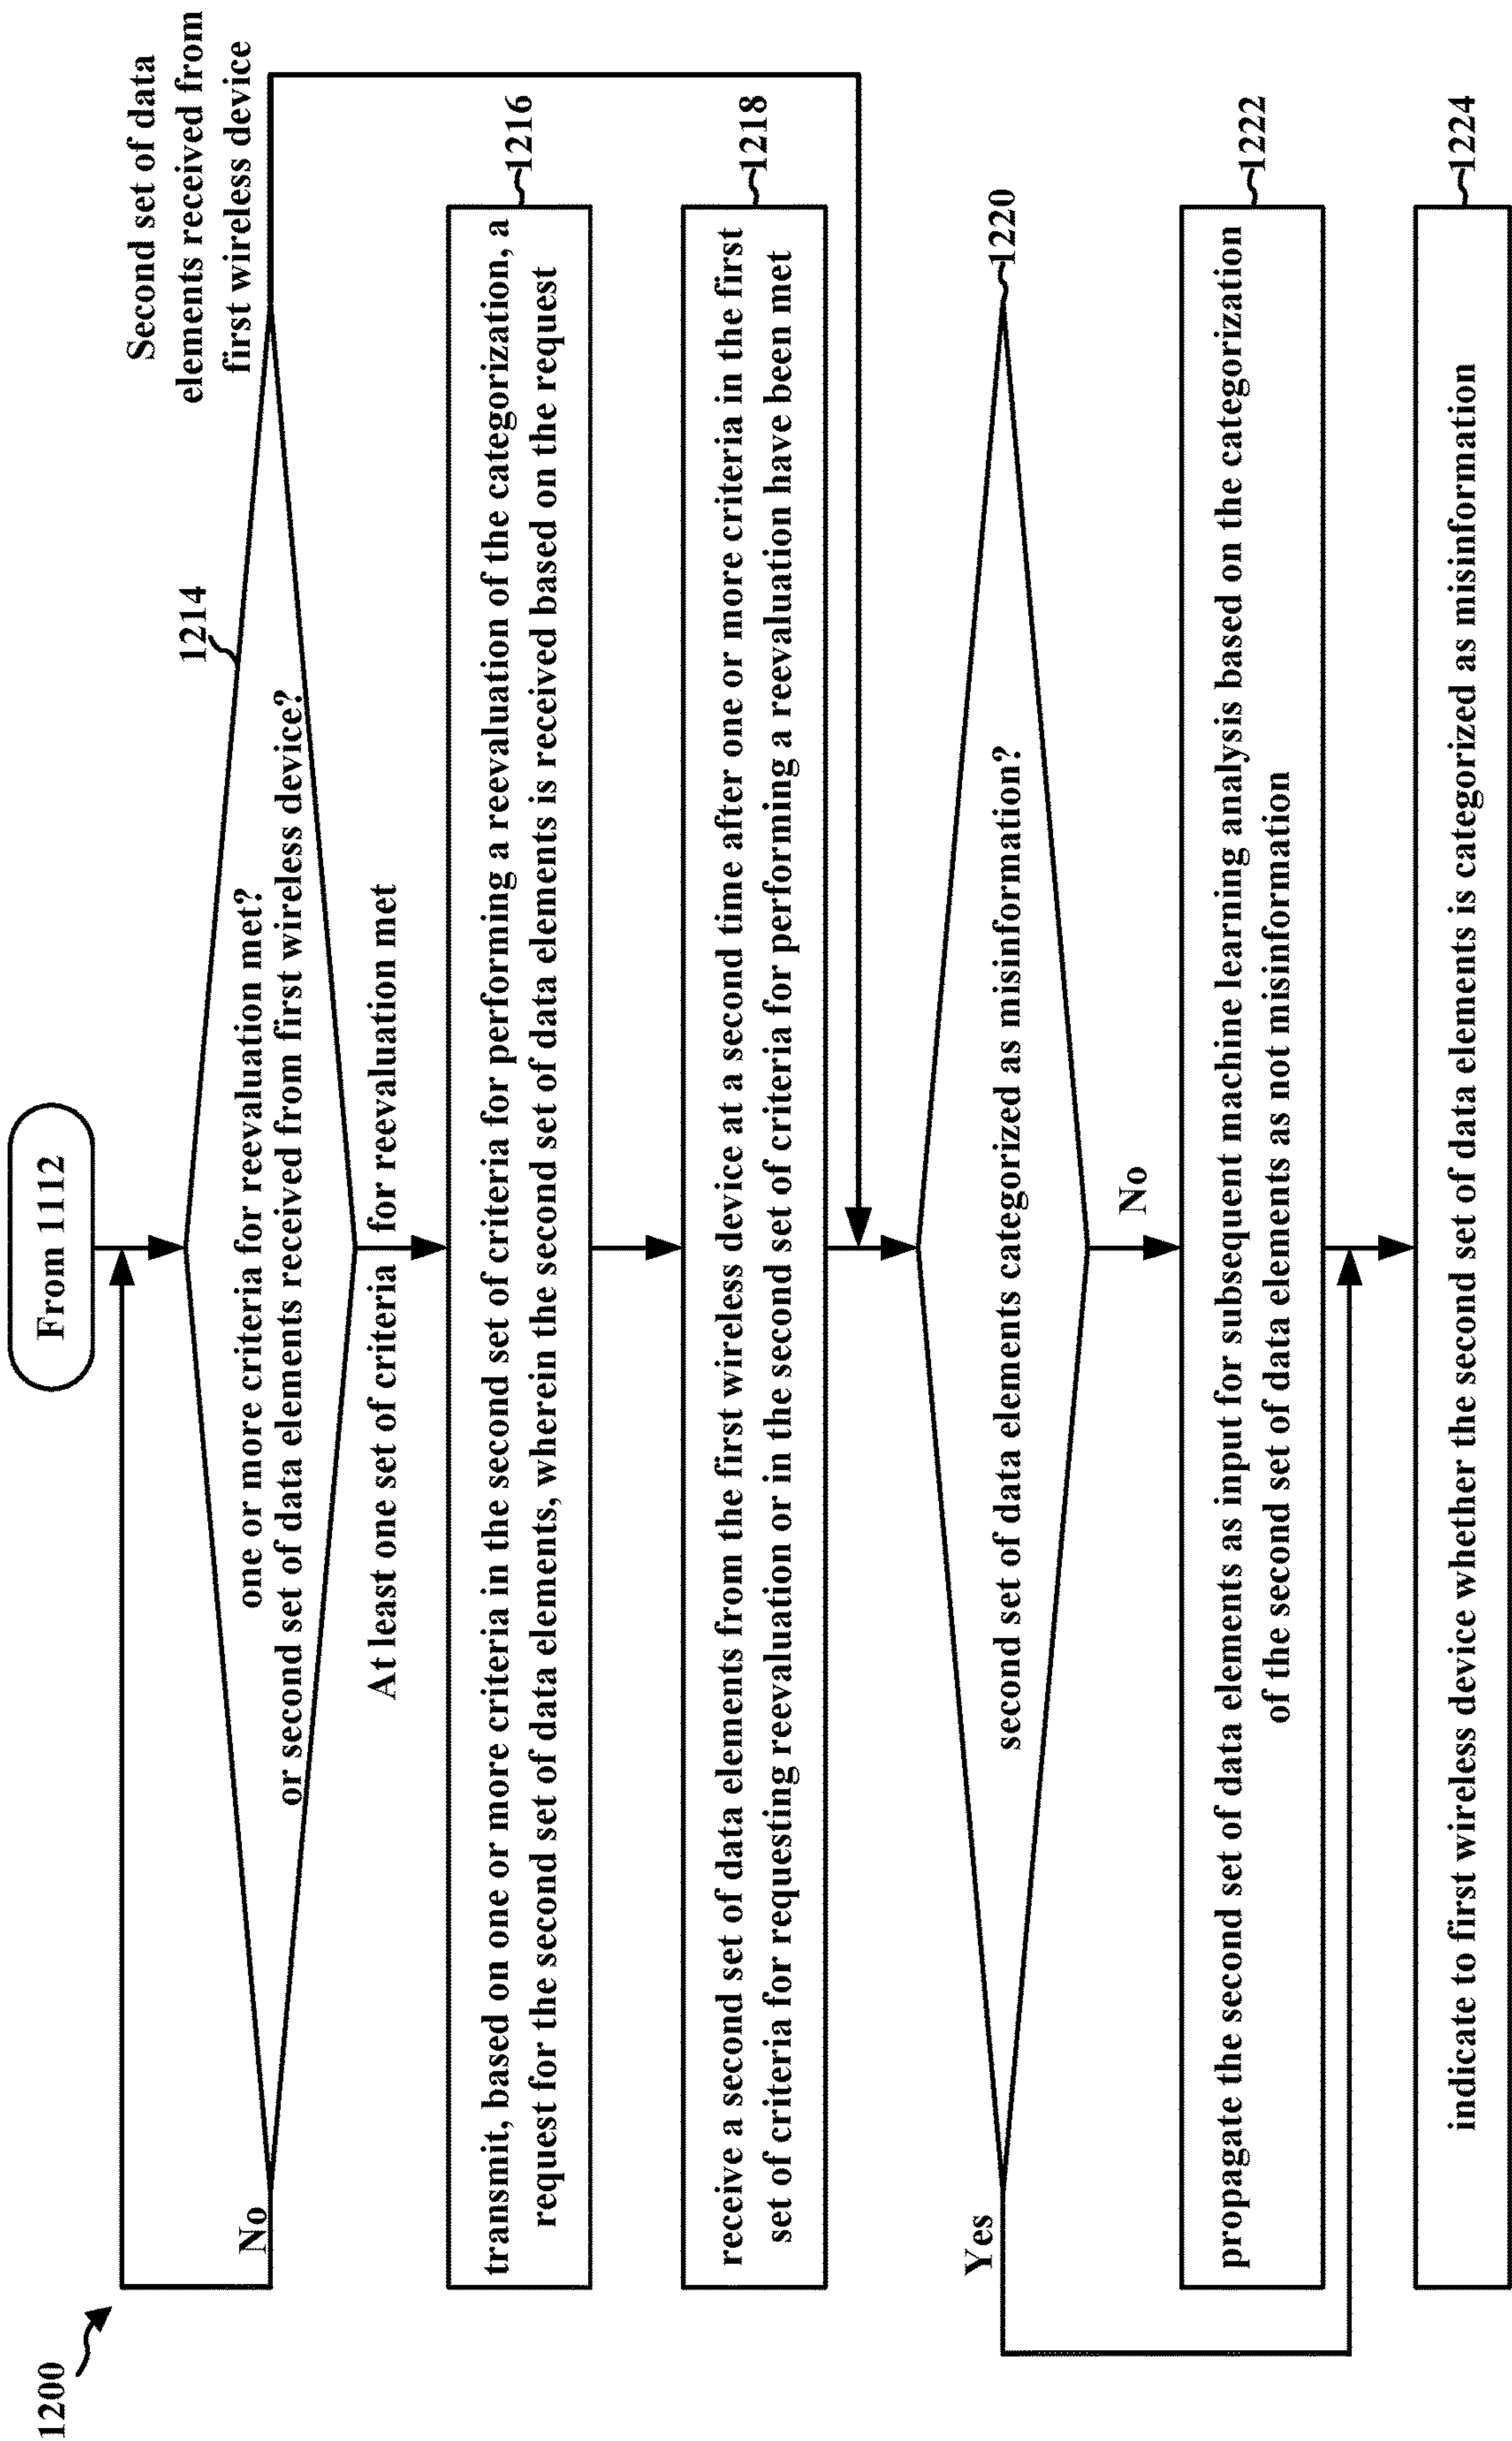 1200
From 1112
Second set of data
elements received from
first wireless device
1214
one or more criteria for reevaluation met?
or second set of data elements received from first wireless device?
No
At least one set of criteria for reevaluation met
1216
transmit, based on one or more criteria in the second set of criteria for performing a reevaluation of the categorization, a
request for the second set of data elements, wherein the second set of data elements is received based on the request
1218
receive a second set of data elements from the first wireless device at a second time after one or more criteria in the first
set of criteria for requesting reevaluation or in the second set of criteria for performing a reevaluation have been met
1220
second set of data elements categorized as misinformation?
Yes
No
1222
propagate the second set of data elements as input for subsequent machine learning analysis based on the categorization
of the second set of data elements as not misinformation
1224
indicate to first wireless device whether the second set of data elements is categorized as misinformation